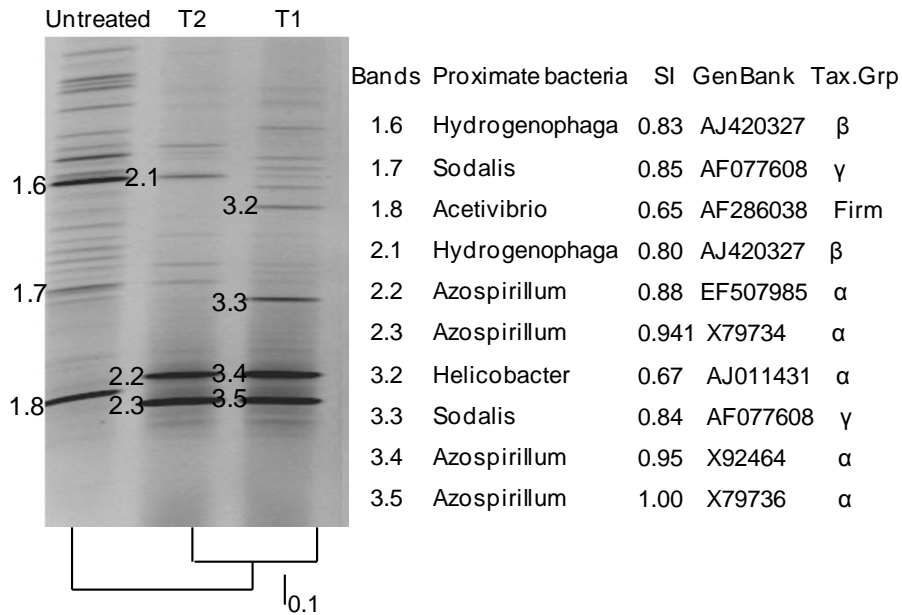 Untreated T2 T1
Bands Proximate bacteria SI GenBank Tax.Grp
1.6 Hydrogenophaga 0.83 AJ420327 β
1.7 Sodalis 0.85 AF077608 γ
1.8 Acetivibrio 0.65 AF286038 Firm
2.1 Hydrogenophaga 0.80 AJ420327 β
2.2 Azospirillum 0.88 EF507985 α
2.3 Azospirillum 0.941 X79734 α
3.2 Helicobacter 0.67 AJ011431 α
3.3 Sodalis 0.84 AF077608 γ
3.4 Azospirillum 0.95 X92464 α
3.5 Azospirillum 1.00 X79736 α
1.6 2.1
3.2
1.7 3.3
2.2 3.4
1.8 2.3 3.5
0.1